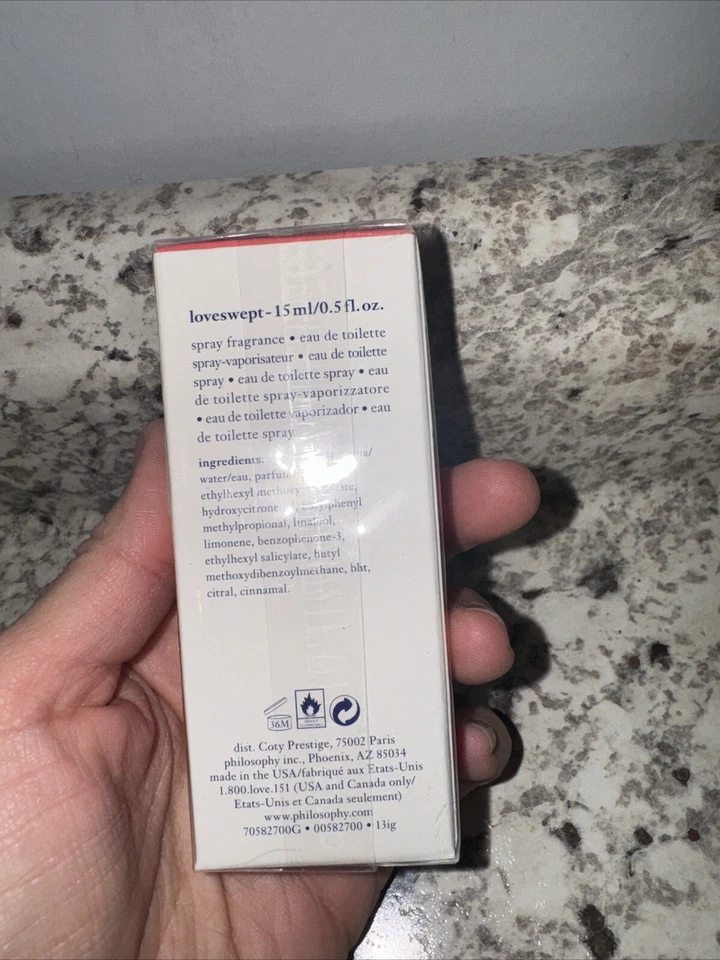 loveswept - 15 ml/0.5 fl. oz.
spray fragrance • eau de toilette
spray-vaporisateur • eau de toilette
spray • eau de toilette spray • eau
de toilette spray-vaporizzatore
• eau de toilette vaporizador • eau
de toilette spray
ingredients:
water/eau, parfum
ethylhexyl
methylpropional, linalool,
limonene, benzophenone-3,
ethylhexyl salicylate, butyl
methoxydibenzoylmethane, bht,
citral, cinnamal.
36M
dist. Coty Prestige, 75002 Paris
philosophy inc., Phoenix, AZ 85034
made in the USA/fabriqué aux États-Unis
1.800.love.151 (USA and Canada only/
États-Unis et Canada seulement)
www.philosophy.com
70582700G • 00582700 • 13ig